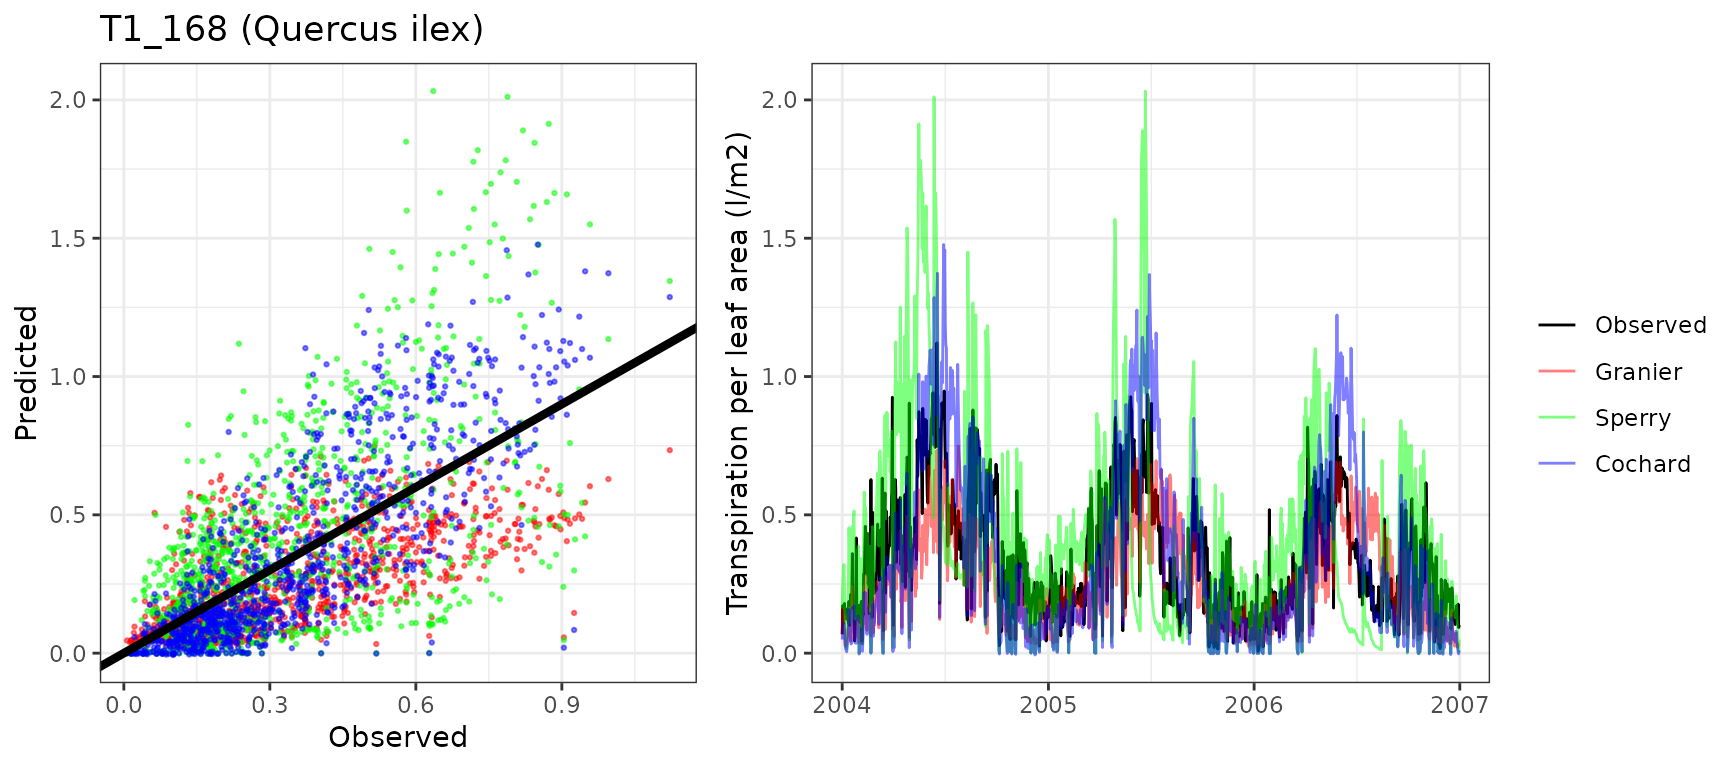 T1_168 (Quercus ilex)
Predicted
2.0
1.5
1.0
0.5
0.0
0.0 0.3 0.6 0.9
Observed
Transpiration per leaf area (l/m2)
2.0
1.5
1.0
0.5
0.0
2004 2005 2006 2007
Observed
Granier
Sperry
Cochard